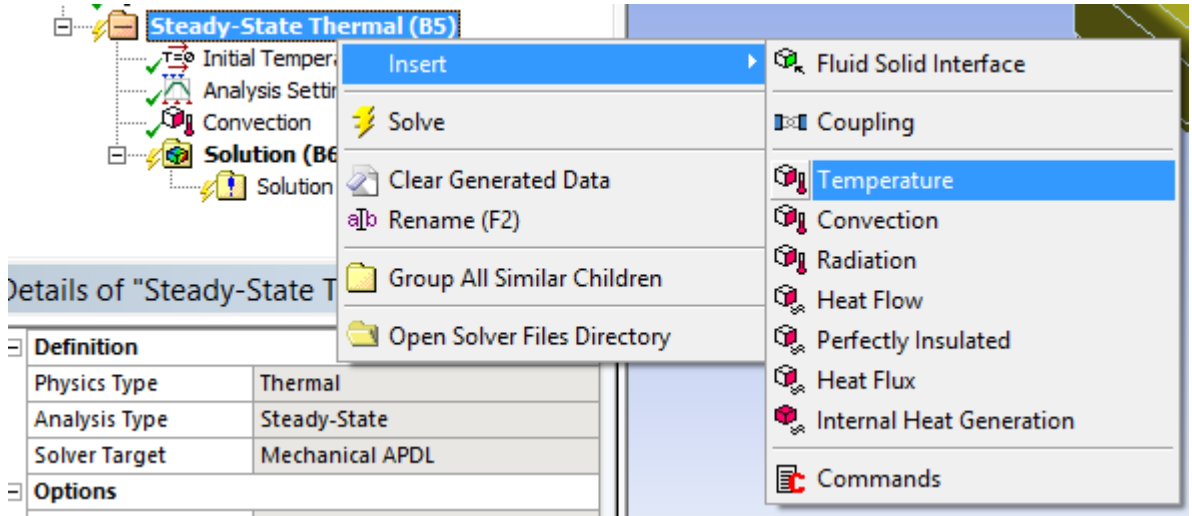 Steady-State Thermal (B5)
Initial Temper
Analysis Settin
Convection
Solution (B6
Solution
Insert
Solve
Clear Generated Data
Rename (F2)
Group All Similar Children
Open Solver Files Directory
Fluid Solid Interface
Coupling
Temperature
Convection
Radiation
Heat Flow
Perfectly Insulated
Heat Flux
Internal Heat Generation
Commands
Details of "Steady-State T
Definition
Physics Type Thermal
Analysis Type Steady-State
Solver Target Mechanical APDL
Options